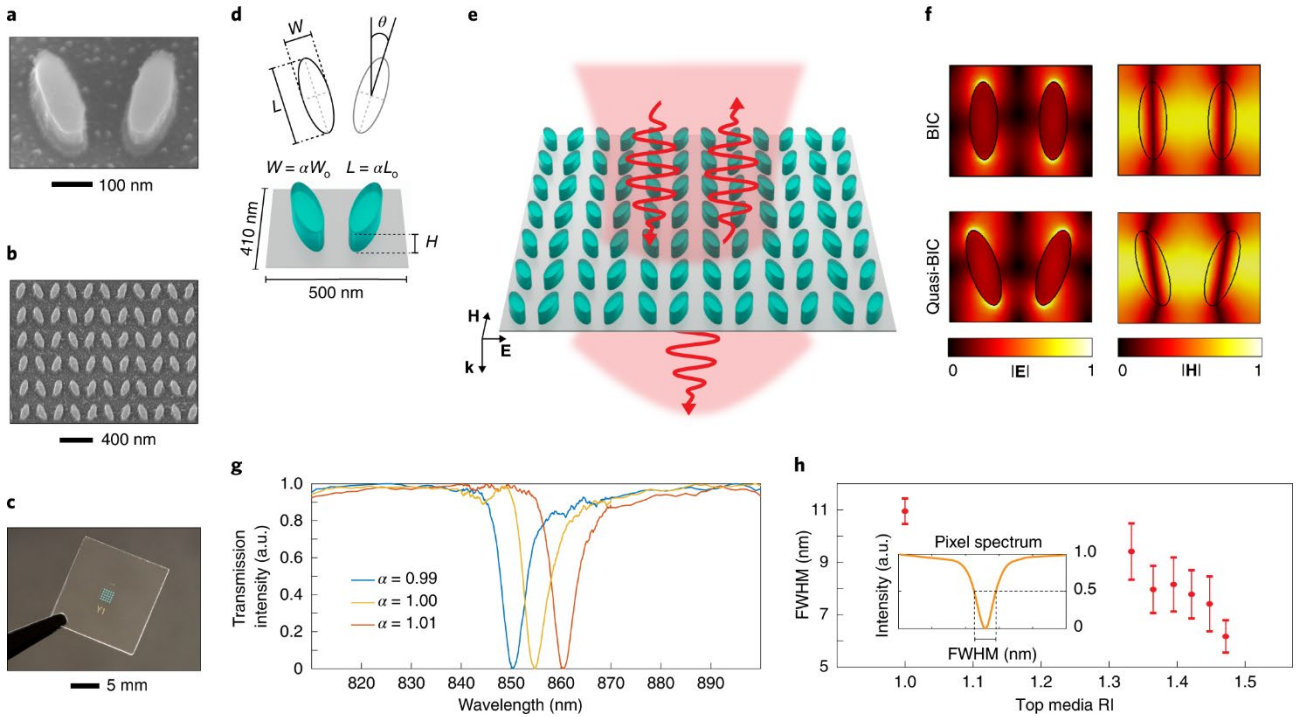 a
100 nm
b
400 nm
c
Y1
5 mm
d
W
θ
L
W = αWo L = αLo
410 nm
H
500 nm
e
H
E
k
f
BIC
Quasi-BIC
0 |E| 1
0 |H| 1
g
Transmission
intensity (a.u.)
1.0
0.8
0.6
0.4
0.2
0
α = 0.99
α = 1.00
α = 1.01
820 830 840 850 860 870 880 890
Wavelength (nm)
h
FWHM (nm)
11
9
7
5
Pixel spectrum
Intensity (a.u.)
1.0
0.5
0
FWHM (nm)
1.0 1.1 1.2 1.3 1.4 1.5
Top media RI